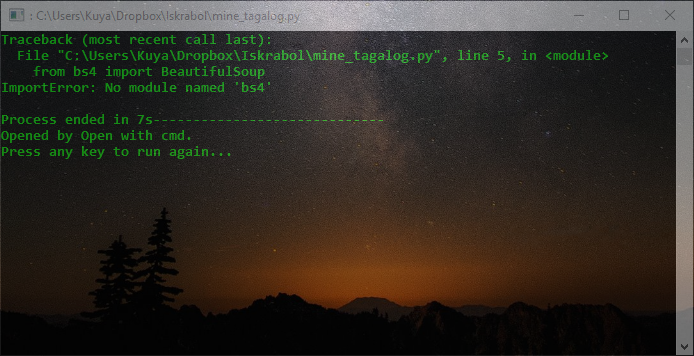 : C:\Users\Kuya\Dropbox\Iskrabol\mine_tagalog.py
Traceback (most recent call last):
  File "C:\Users\Kuya\Dropbox\Iskrabol\mine_tagalog.py", line 5, in <module>
    from bs4 import BeautifulSoup
ImportError: No module named 'bs4'
Process ended in 7s-----------------------------
Opened by Open with cmd.
Press any key to run again...